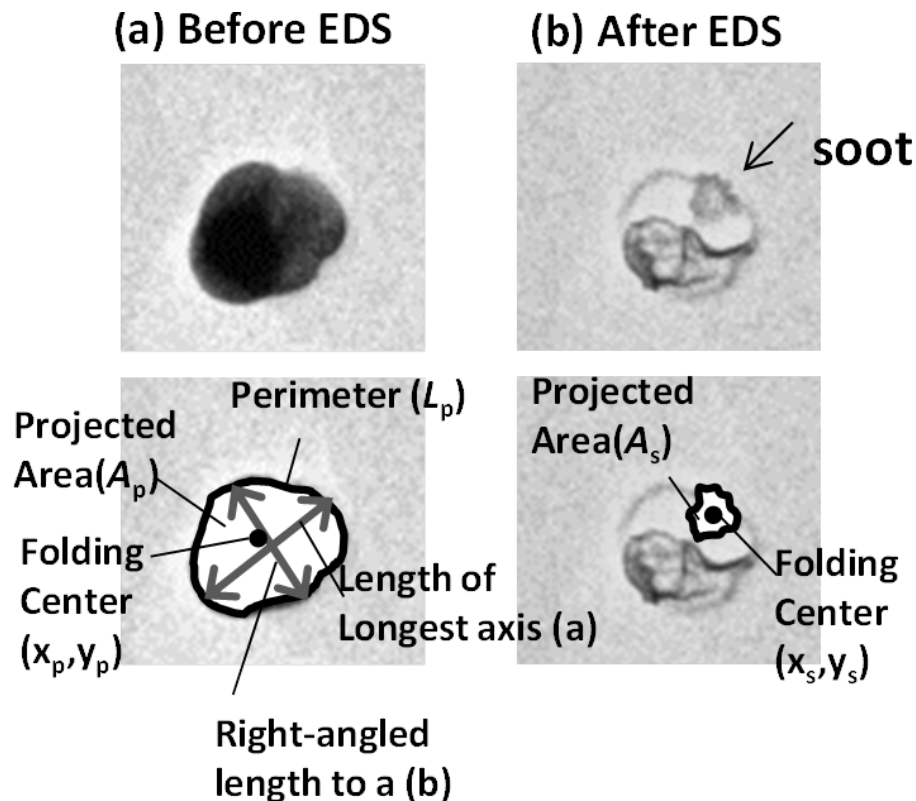 (a) Before EDS
(b) After EDS
soot
Perimeter (Lₚ)
Projected
Area(Aₚ)
Folding
Center
(xₚ,yₚ)
Length of
Longest axis (a)
Right-angled
length to a (b)
Projected
Area(Aₛ)
Folding
Center
(xₛ,yₛ)